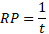 RP = 1/t